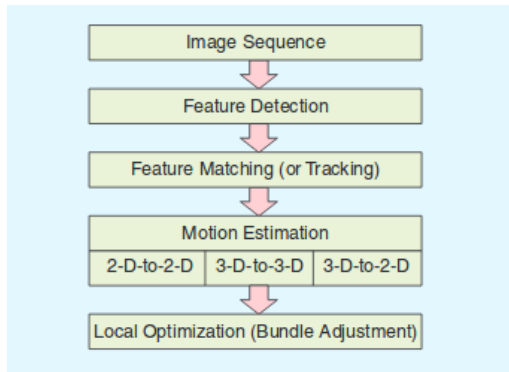 Image Sequence
Feature Detection
Feature Matching (or Tracking)
Motion Estimation
2-D-to-2-D 3-D-to-3-D 3-D-to-2-D
Local Optimization (Bundle Adjustment)